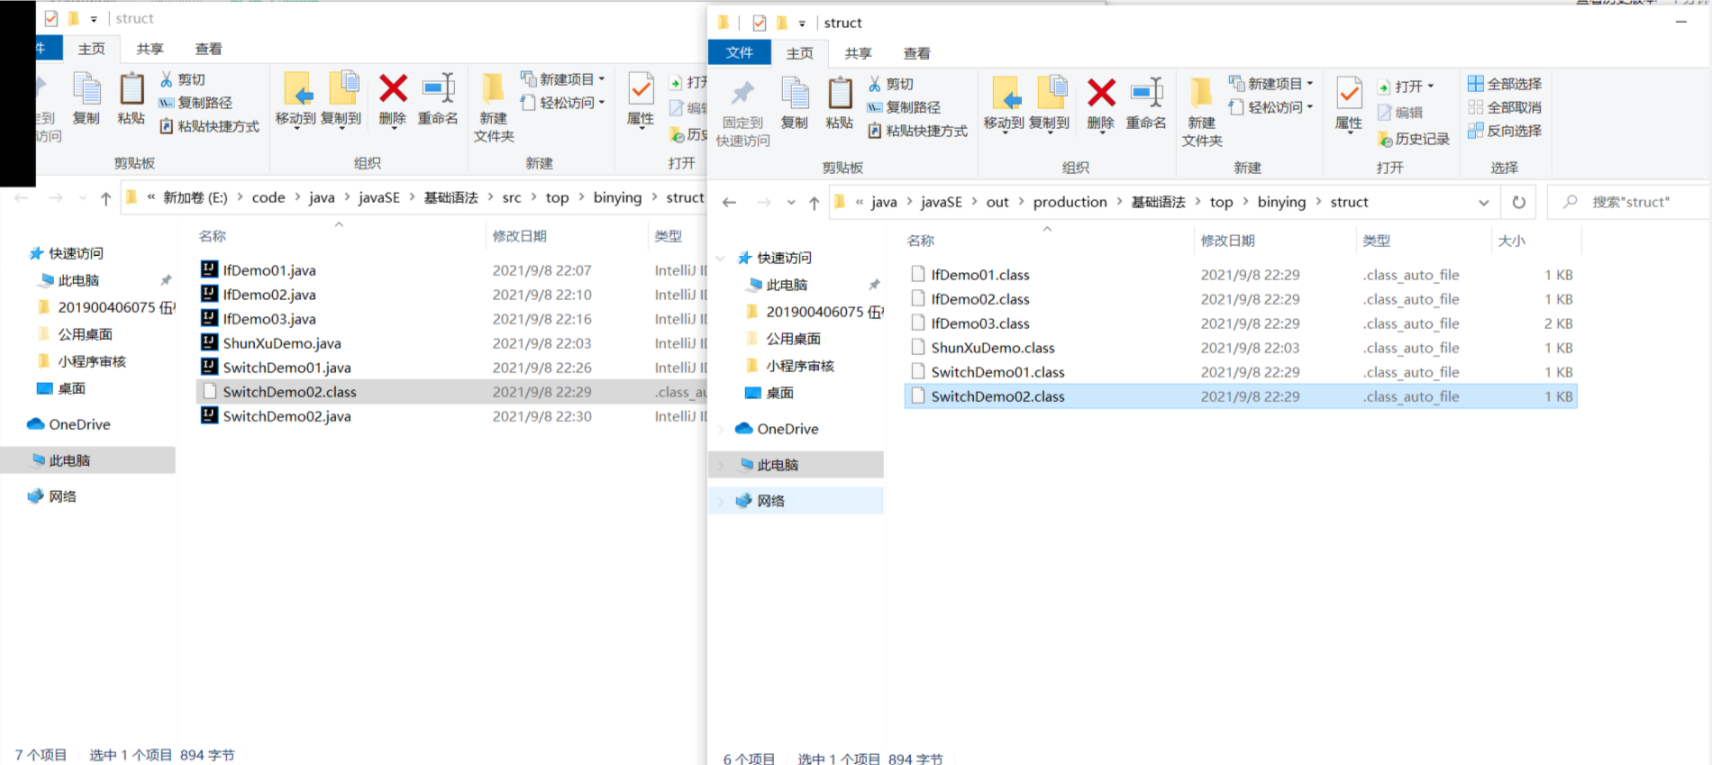 struct
件 主页 共享 查看
复制 粘贴 剪切 复制路径 粘贴快捷方式
剪贴板
移动到 复制到 删除 重命名
组织
新建 文件夹 新建项目 轻松访问
新建
属性 打开 编辑
打开
« 新加卷 (E:) › code › java › javaSE › 基础语法 › src › top › binying › struct
快速访问
此电脑
201900406075
公用桌面
小程序审核
桌面
OneDrive
此电脑
网络
名称 修改日期 类型
IfDemo01.java 2021/9/8 22:07 IntelliJ
IfDemo02.java 2021/9/8 22:10 IntelliJ
IfDemo03.java 2021/9/8 22:16 IntelliJ
ShunXuDemo.java 2021/9/8 22:03 IntelliJ
SwitchDemo01.java 2021/9/8 22:26 IntelliJ
SwitchDemo02.class 2021/9/8 22:29
SwitchDemo02.java 2021/9/8 22:30 IntelliJ
7 个项目 选中 1 个项目 894 字节
struct
文件 主页 共享 查看
固定到 快速访问 复制 粘贴 剪切 复制路径 粘贴快捷方式
剪贴板
移动到 复制到 删除 重命名
组织
新建 文件夹 新建项目 轻松访问
新建
属性 打开 编辑 历史记录
打开
全部选择 全部取消 反向选择
选择
« java › javaSE › out › production › 基础语法 › top › binying › struct
搜索"struct"
快速访问
此电脑
201900406075
公用桌面
小程序审核
桌面
OneDrive
此电脑
网络
名称 修改日期 类型 大小
IfDemo01.class 2021/9/8 22:29 .class_auto_file 1 KB
IfDemo02.class 2021/9/8 22:29 .class_auto_file 1 KB
IfDemo03.class 2021/9/8 22:29 .class_auto_file 2 KB
ShunXuDemo.class 2021/9/8 22:03 .class_auto_file 1 KB
SwitchDemo01.class 2021/9/8 22:29 .class_auto_file 1 KB
SwitchDemo02.class 2021/9/8 22:29 .class_auto_file 1 KB
6 个项目 选中 1 个项目 894 字节